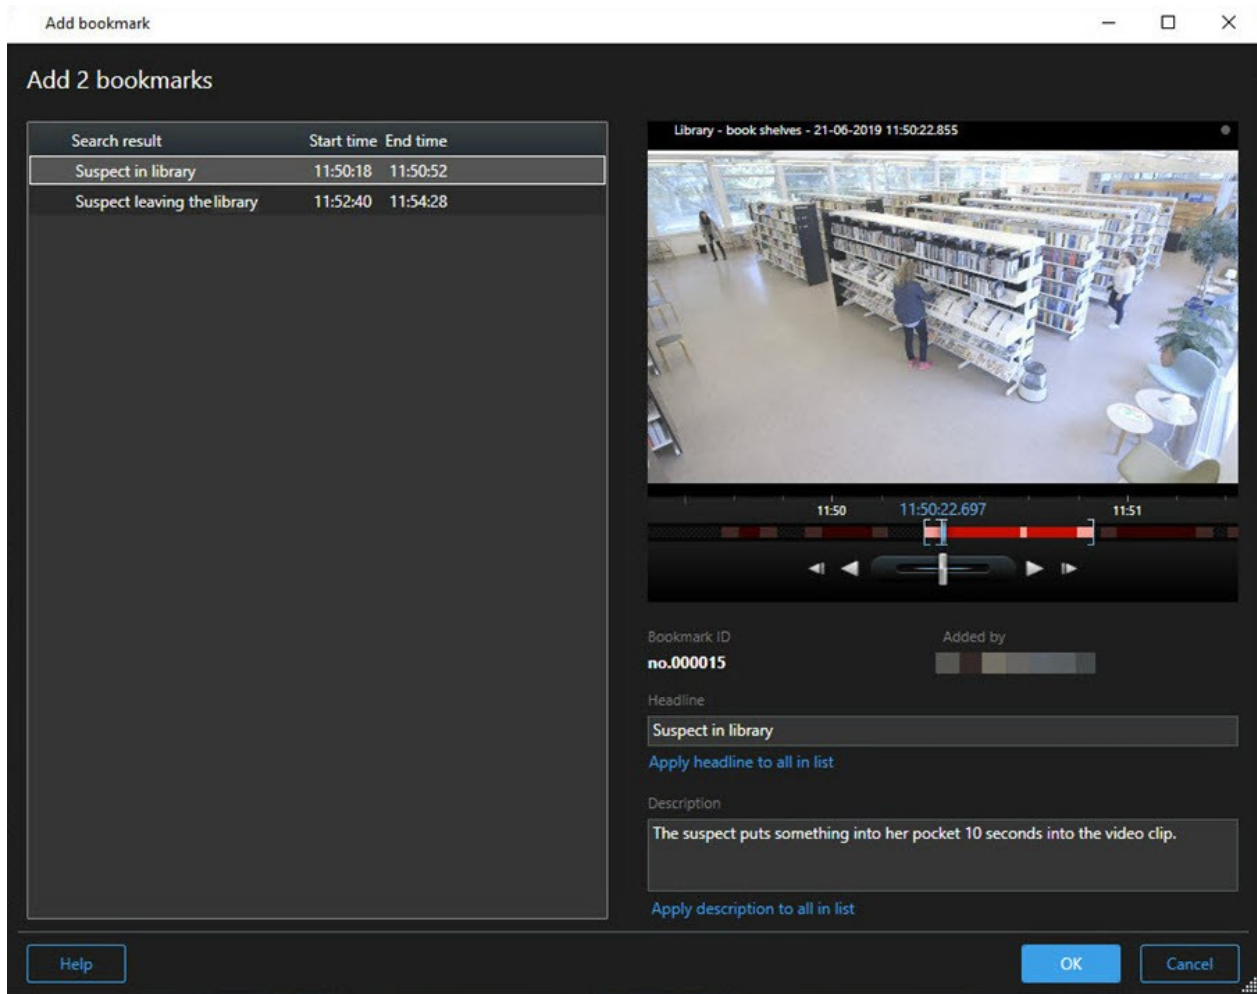 Add bookmark
Add 2 bookmarks
Search result Start time End time
Suspect in library 11:50:18 11:50:52
Suspect leaving the library 11:52:40 11:54:28
Library - book shelves - 21-06-2019 11:50:22.855
11:50 11:50:22.697 11:51
Bookmark ID Added by
no.000015
Headline
Suspect in library
Apply headline to all in list
Description
The suspect puts something into her pocket 10 seconds into the video clip.
Apply description to all in list
Help OK Cancel